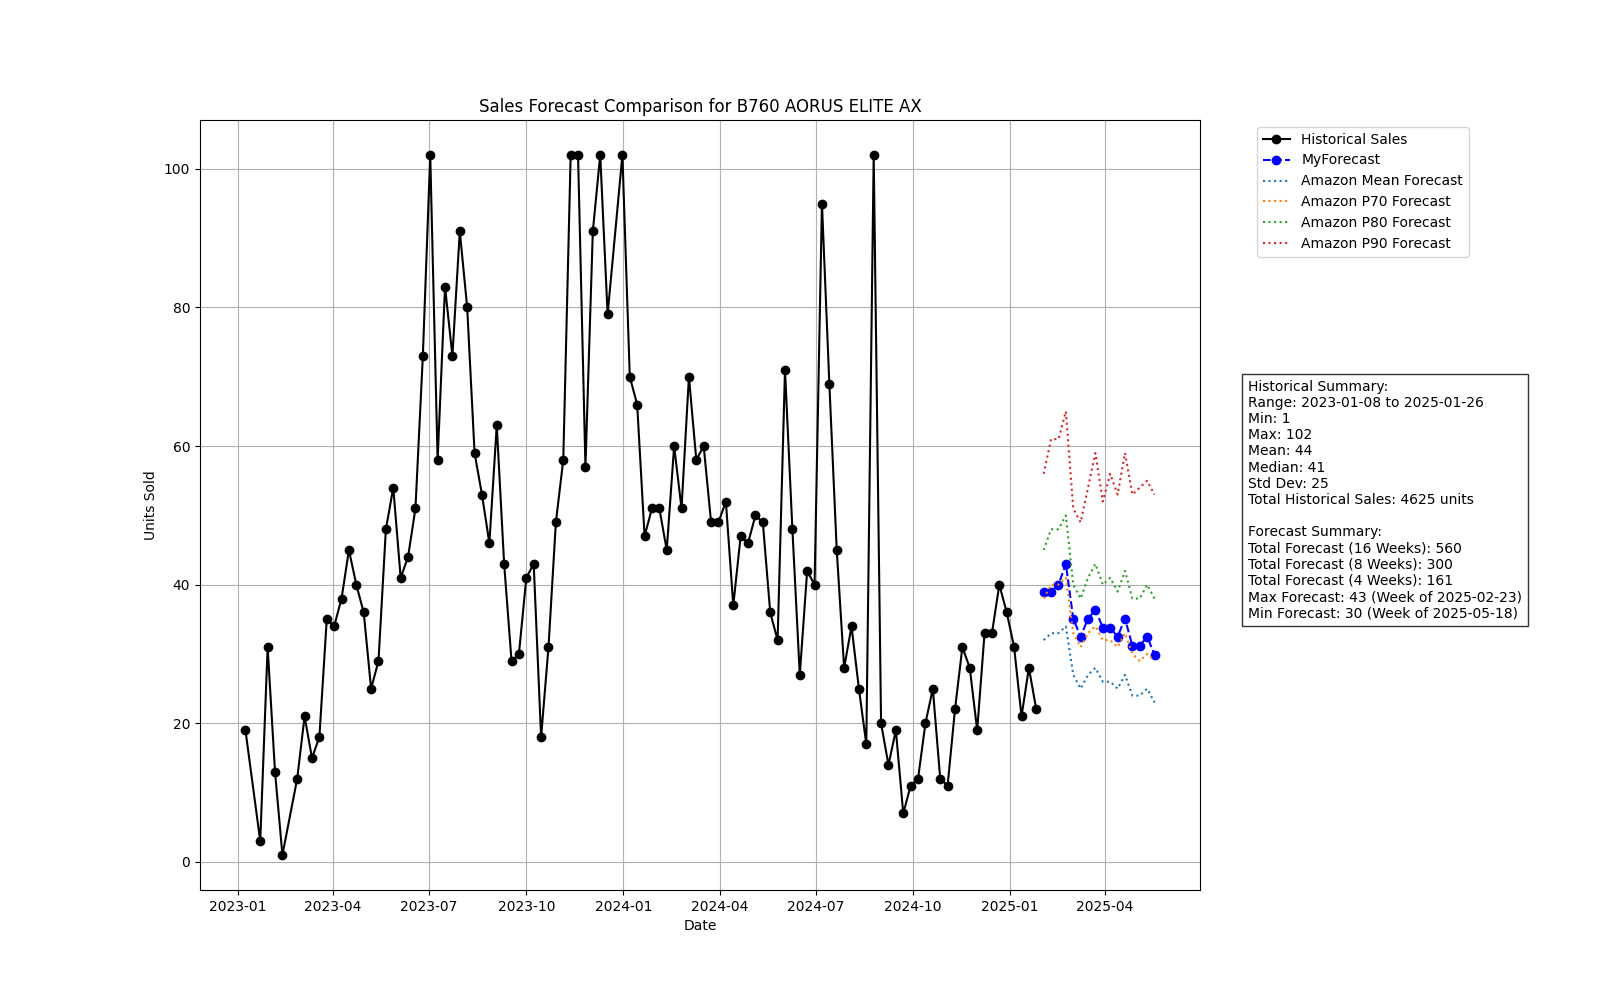 Sales Forecast Comparison for B760 AORUS ELITE AX
Units Sold
100
80
60
40
20
0
2023-01
2023-04
2023-07
2023-10
2024-01
2024-04
2024-07
2024-10
2025-01
2025-04
Date
Historical Sales
MyForecast
Amazon Mean Forecast
Amazon P70 Forecast
Amazon P80 Forecast
Amazon P90 Forecast
Historical Summary:
Range: 2023-01-08 to 2025-01-26
Min: 1
Max: 102
Mean: 44
Median: 41
Std Dev: 25
Total Historical Sales: 4625 units
Forecast Summary:
Total Forecast (16 Weeks): 560
Total Forecast (8 Weeks): 300
Total Forecast (4 Weeks): 161
Max Forecast: 43 (Week of 2025-02-23)
Min Forecast: 30 (Week of 2025-05-18)